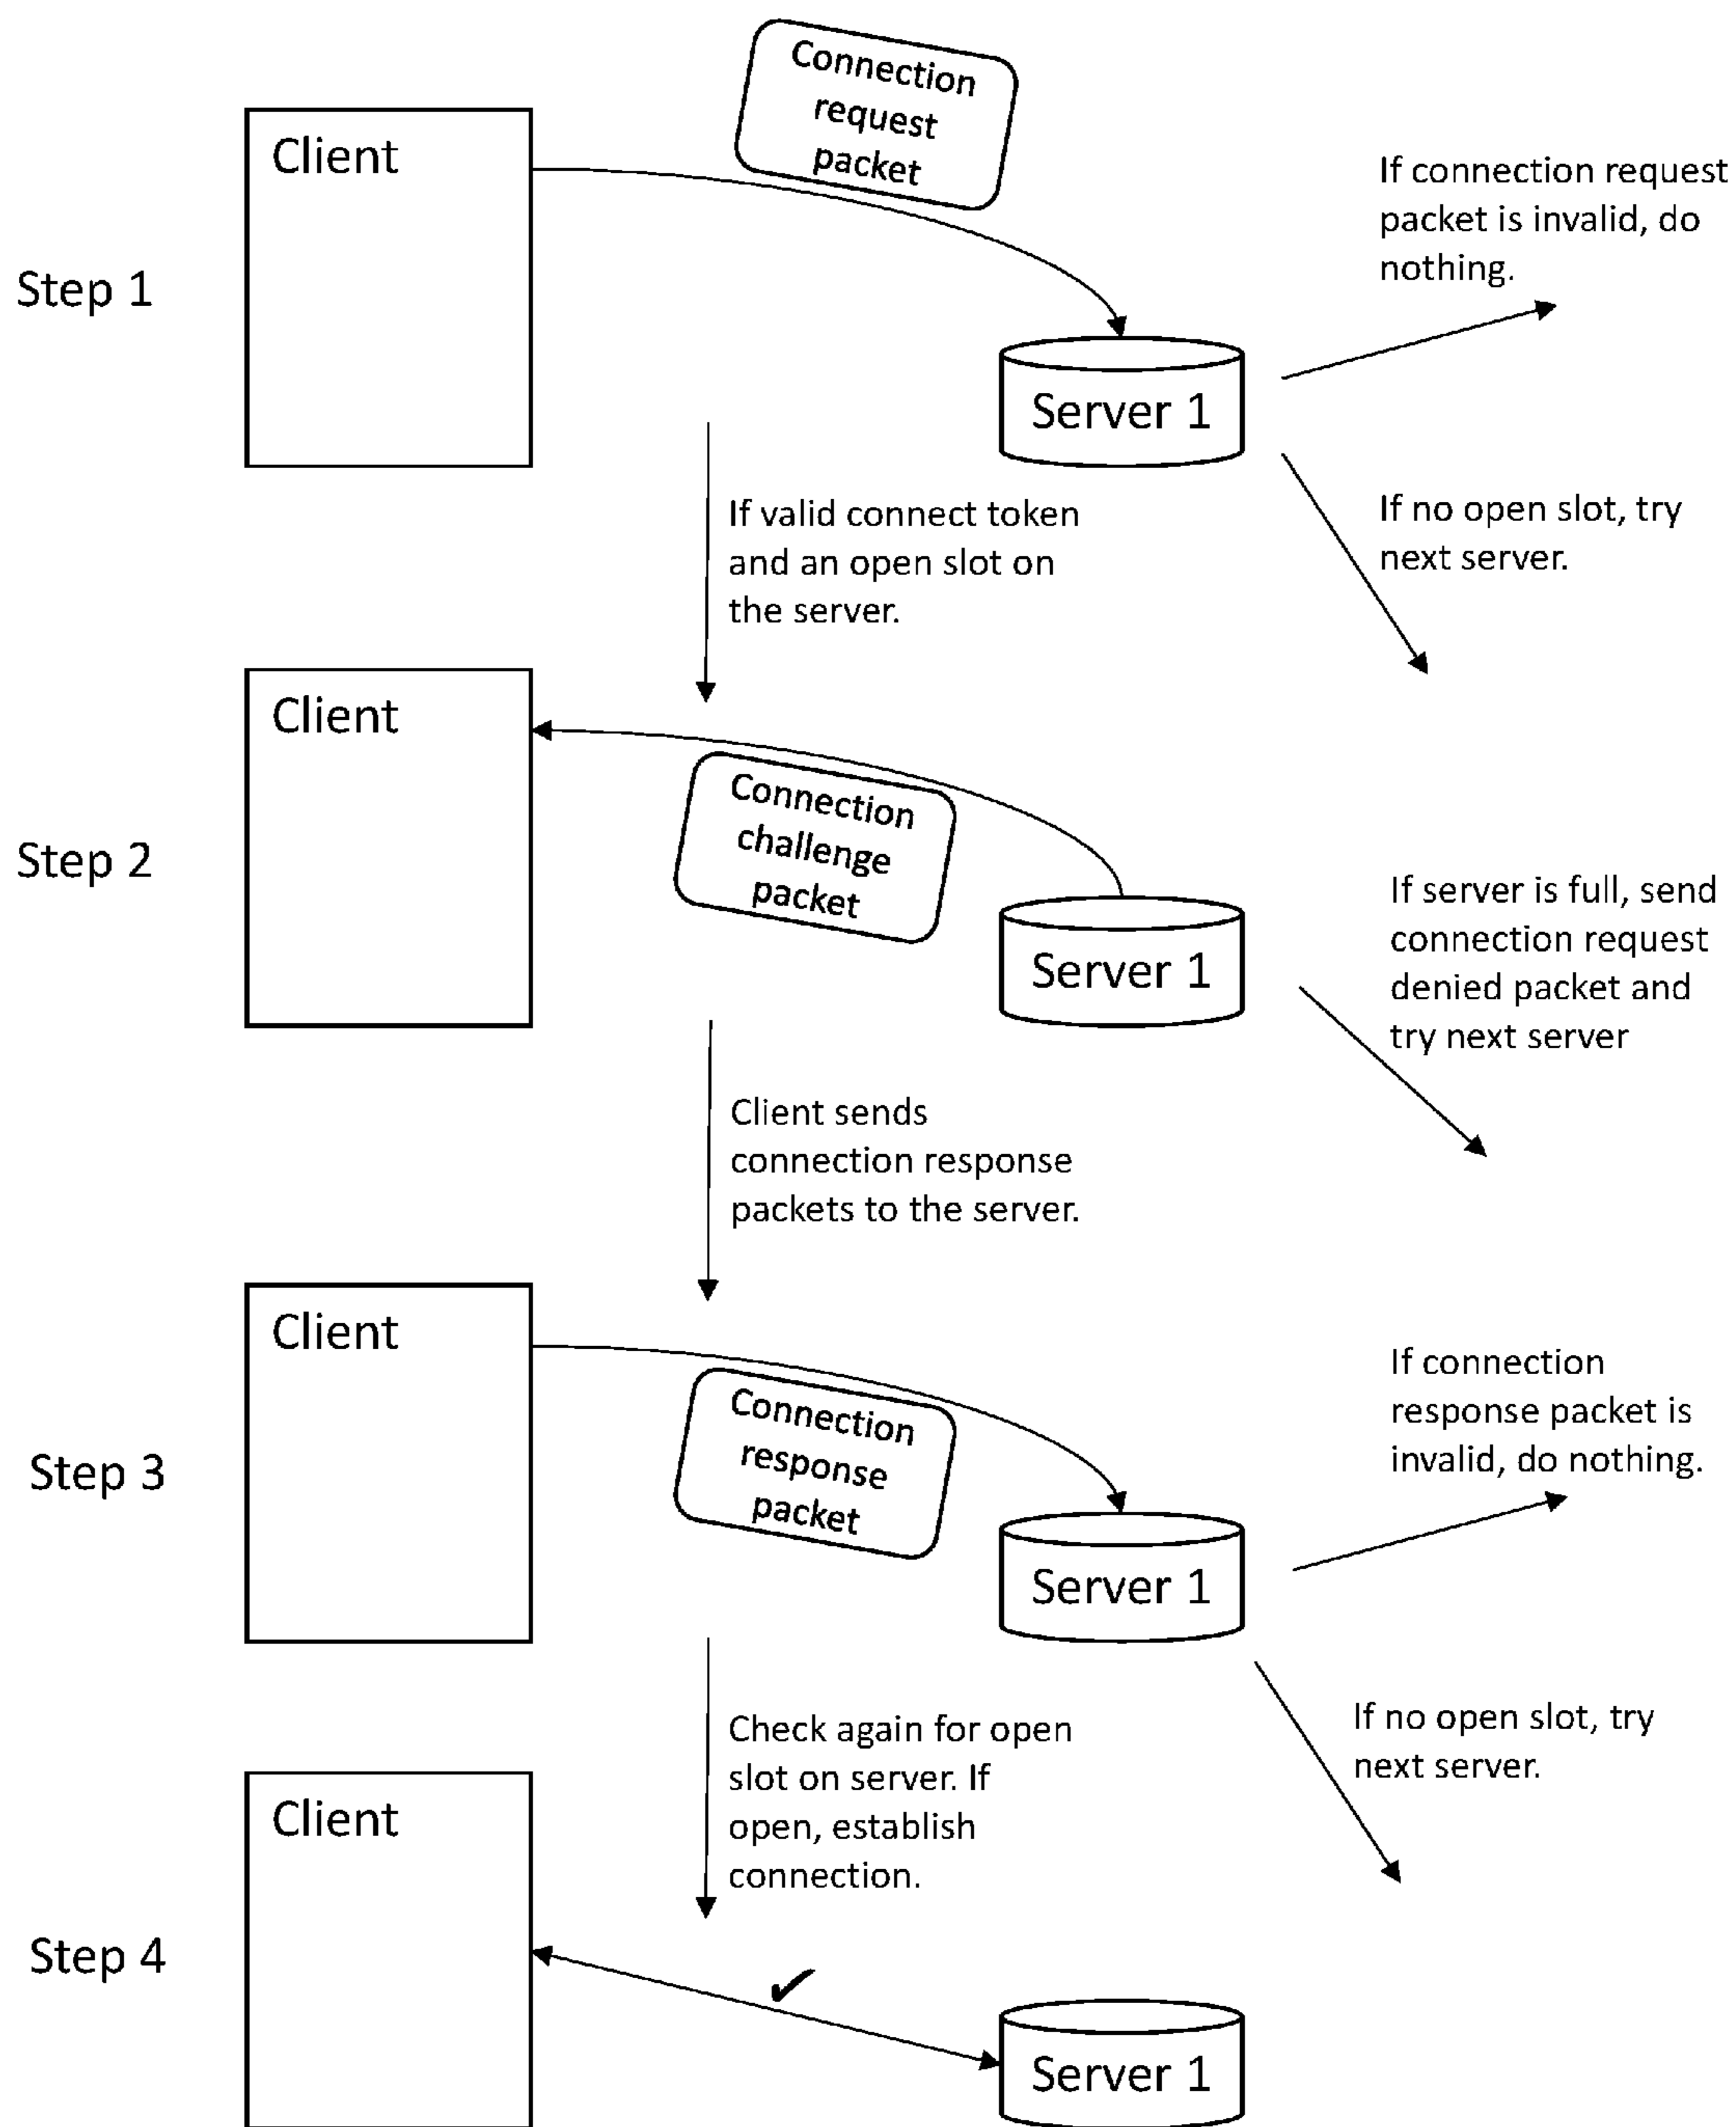 Connection
request
packet
Client
If connection request
packet is invalid, do
nothing.
Step 1
Server 1
If valid connect token
and an open slot on
the server.
If no open slot, try
next server.
Client
Connection
challenge
packet
Step 2
Server 1
If server is full, send
connection request
denied packet and
try next server
Client sends
connection response
packets to the server.
Client
Connection
response
packet
If connection
response packet is
invalid, do nothing.
Step 3
Server 1
Check again for open
slot on server. If
open, establish
connection.
If no open slot, try
next server.
Client
Step 4
Server 1